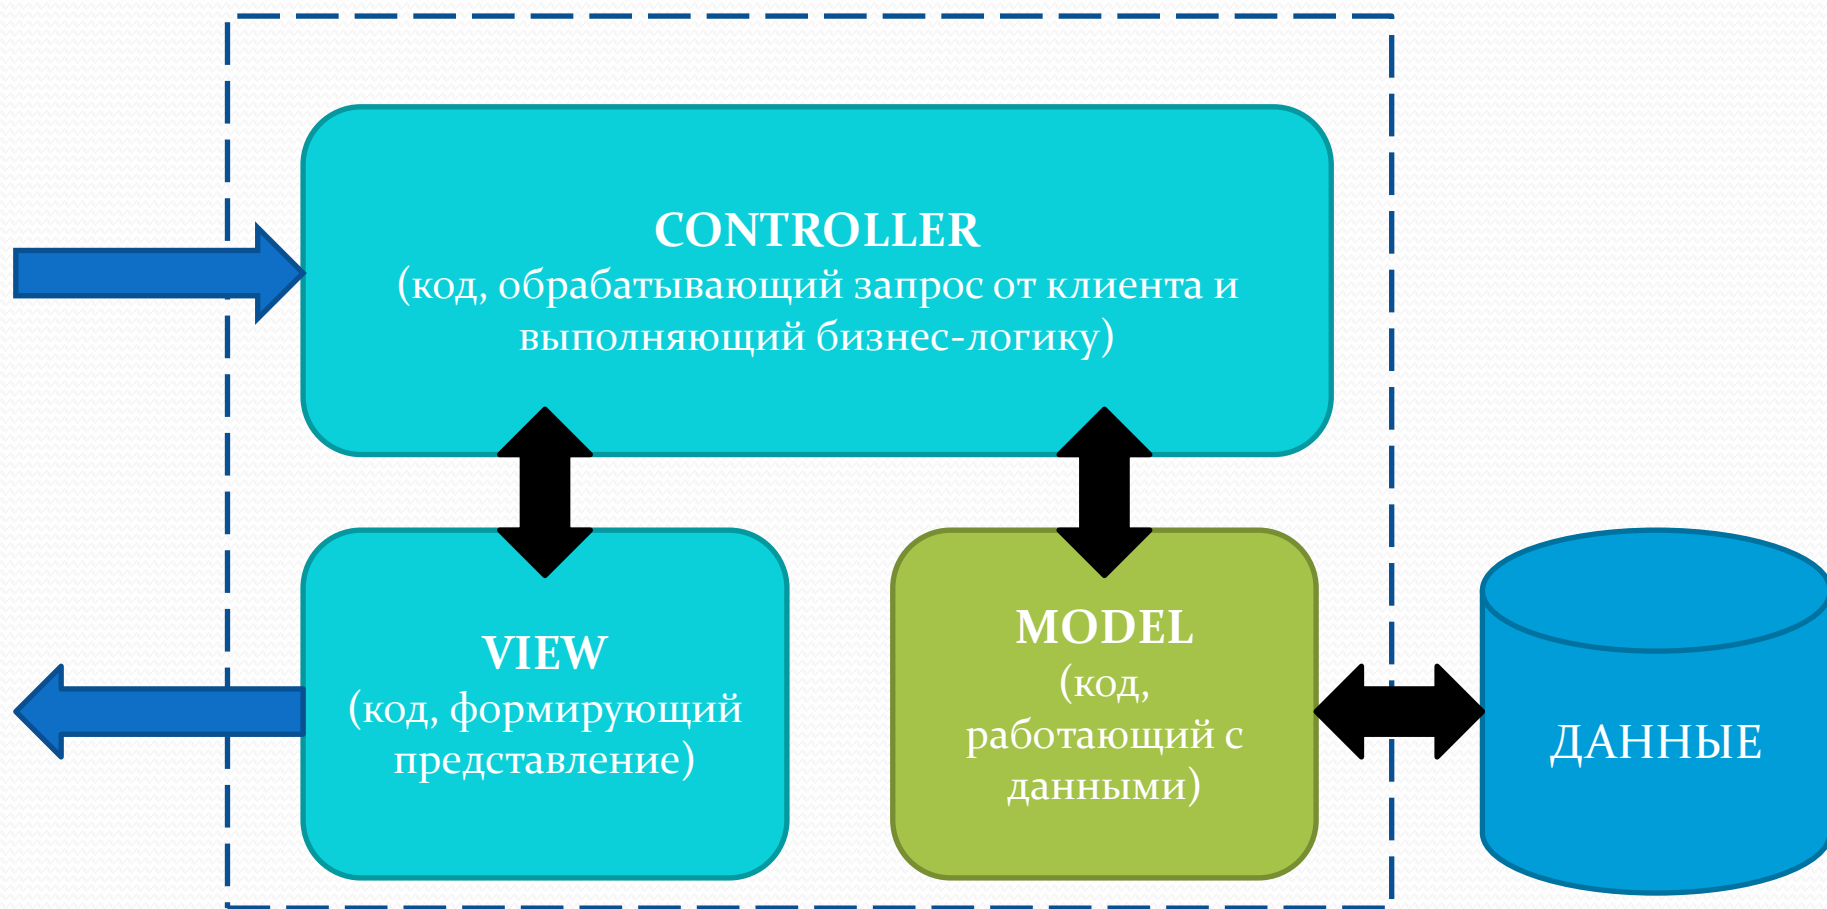 CONTROLLER
(код, обрабатывающий запрос от клиента и
выполняющий бизнес-логику)
VIEW
(код, формирующий
представление)
MODEL
(код,
работающий с
данными)
ДАННЫЕ